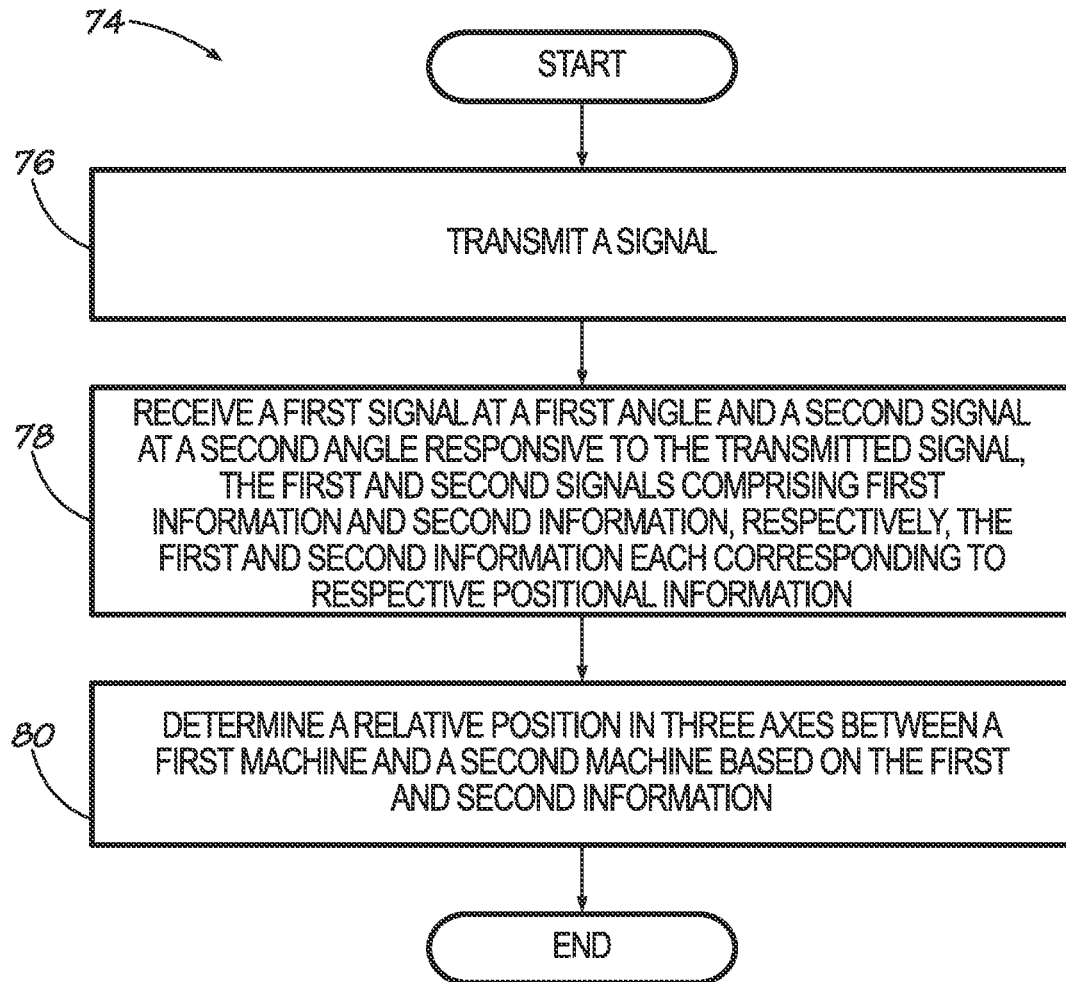 74
START
76
TRANSMIT A SIGNAL
78
RECEIVE A FIRST SIGNAL AT A FIRST ANGLE AND A SECOND SIGNAL
AT A SECOND ANGLE RESPONSIVE TO THE TRANSMITTED SIGNAL,
THE FIRST AND SECOND SIGNALS COMPRISING FIRST
INFORMATION AND SECOND INFORMATION, RESPECTIVELY, THE
FIRST AND SECOND INFORMATION EACH CORRESPONDING TO
RESPECTIVE POSITIONAL INFORMATION
80
DETERMINE A RELATIVE POSITION IN THREE AXES BETWEEN A
FIRST MACHINE AND A SECOND MACHINE BASED ON THE FIRST
AND SECOND INFORMATION
END